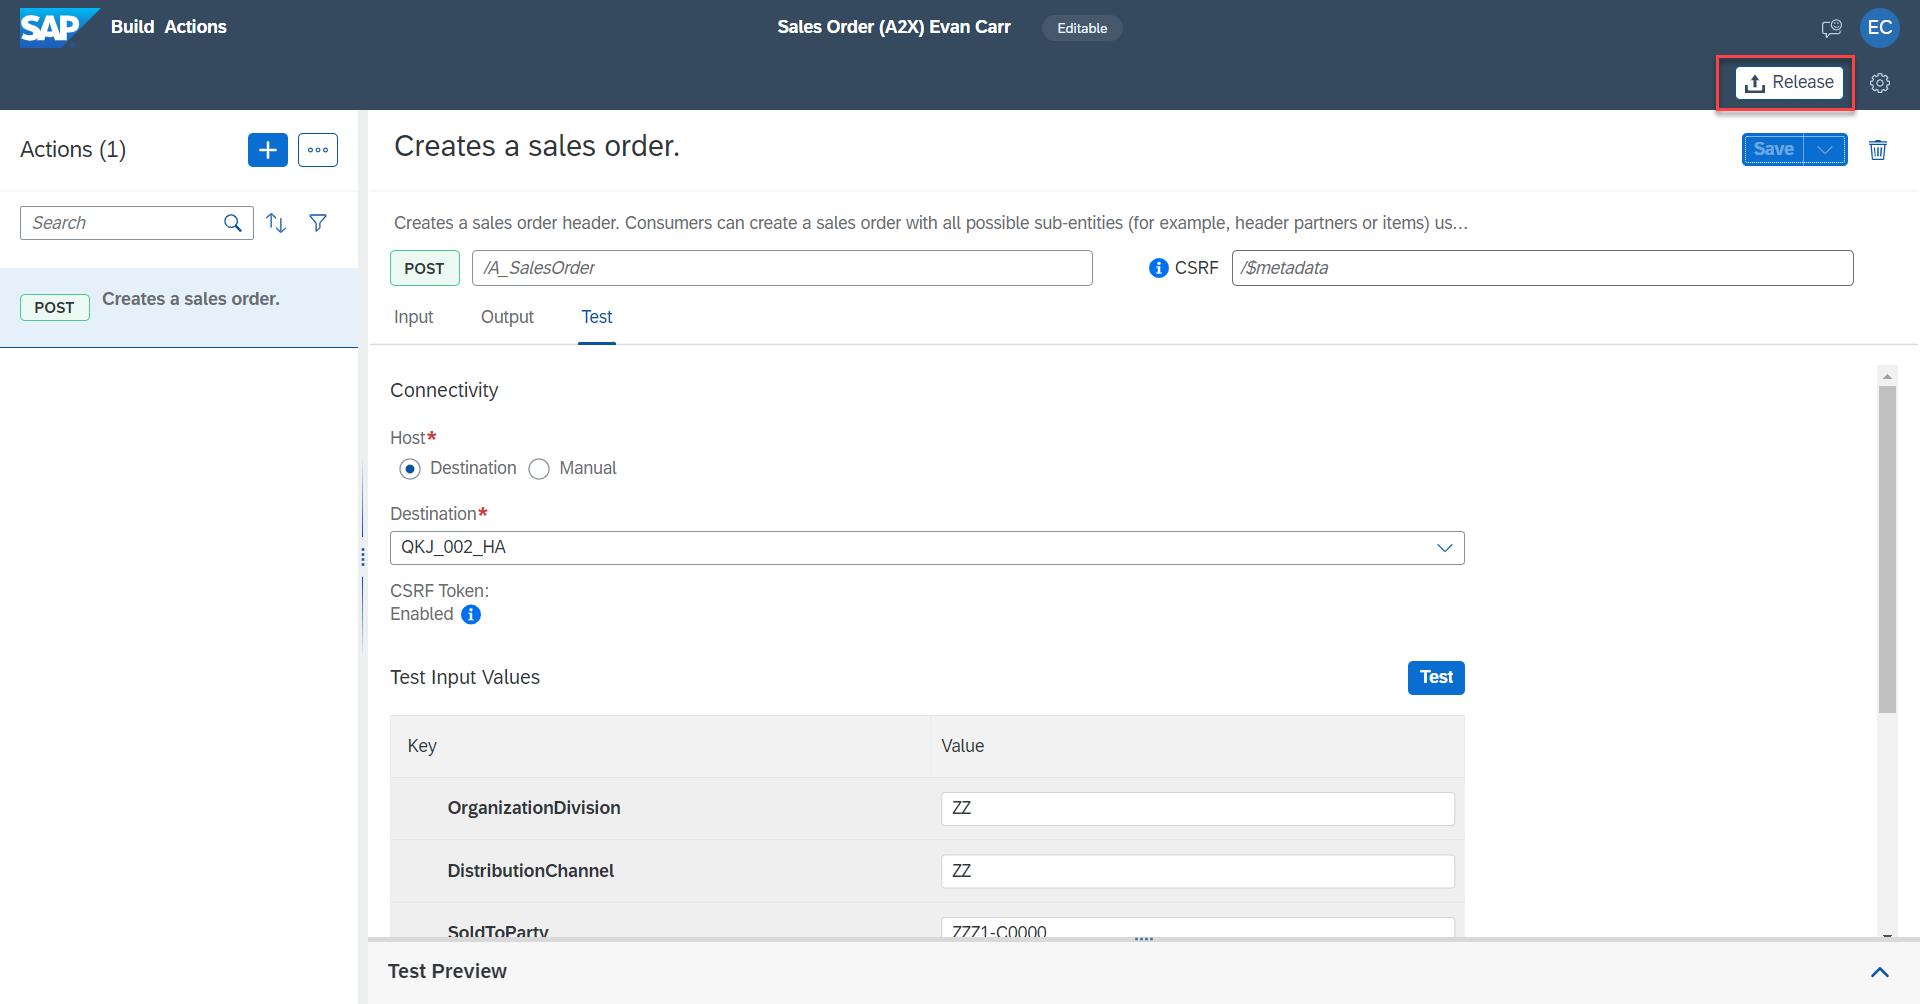 SAP Build Actions
Sales Order (A2X) Evan Carr
Editable
EC
Release
Actions (1)
Search
POST
Creates a sales order.
Creates a sales order.
Save
Creates a sales order header. Consumers can create a sales order with all possible sub-entities (for example, header partners or items) us...
POST /A_SalesOrder
CSRF /$metadata
Input Output Test
Connectivity
Host*
Destination Manual
Destination*
QKJ_002_HA
CSRF Token:
Enabled
Test Input Values
Test
Key Value
OrganizationDivision ZZ
DistributionChannel ZZ
SoldToParty ZZZ1-C0000
Test Preview